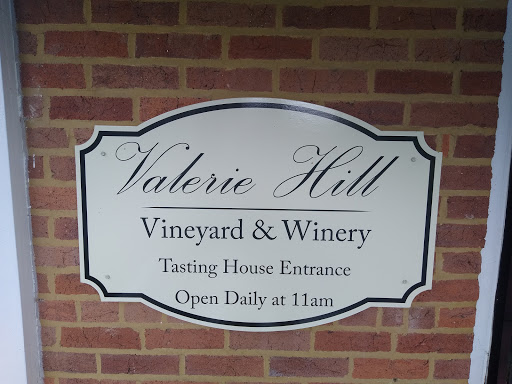 Valerie Hill
Vineyard & Winery
Tasting House Entrance
Open Daily at 11am